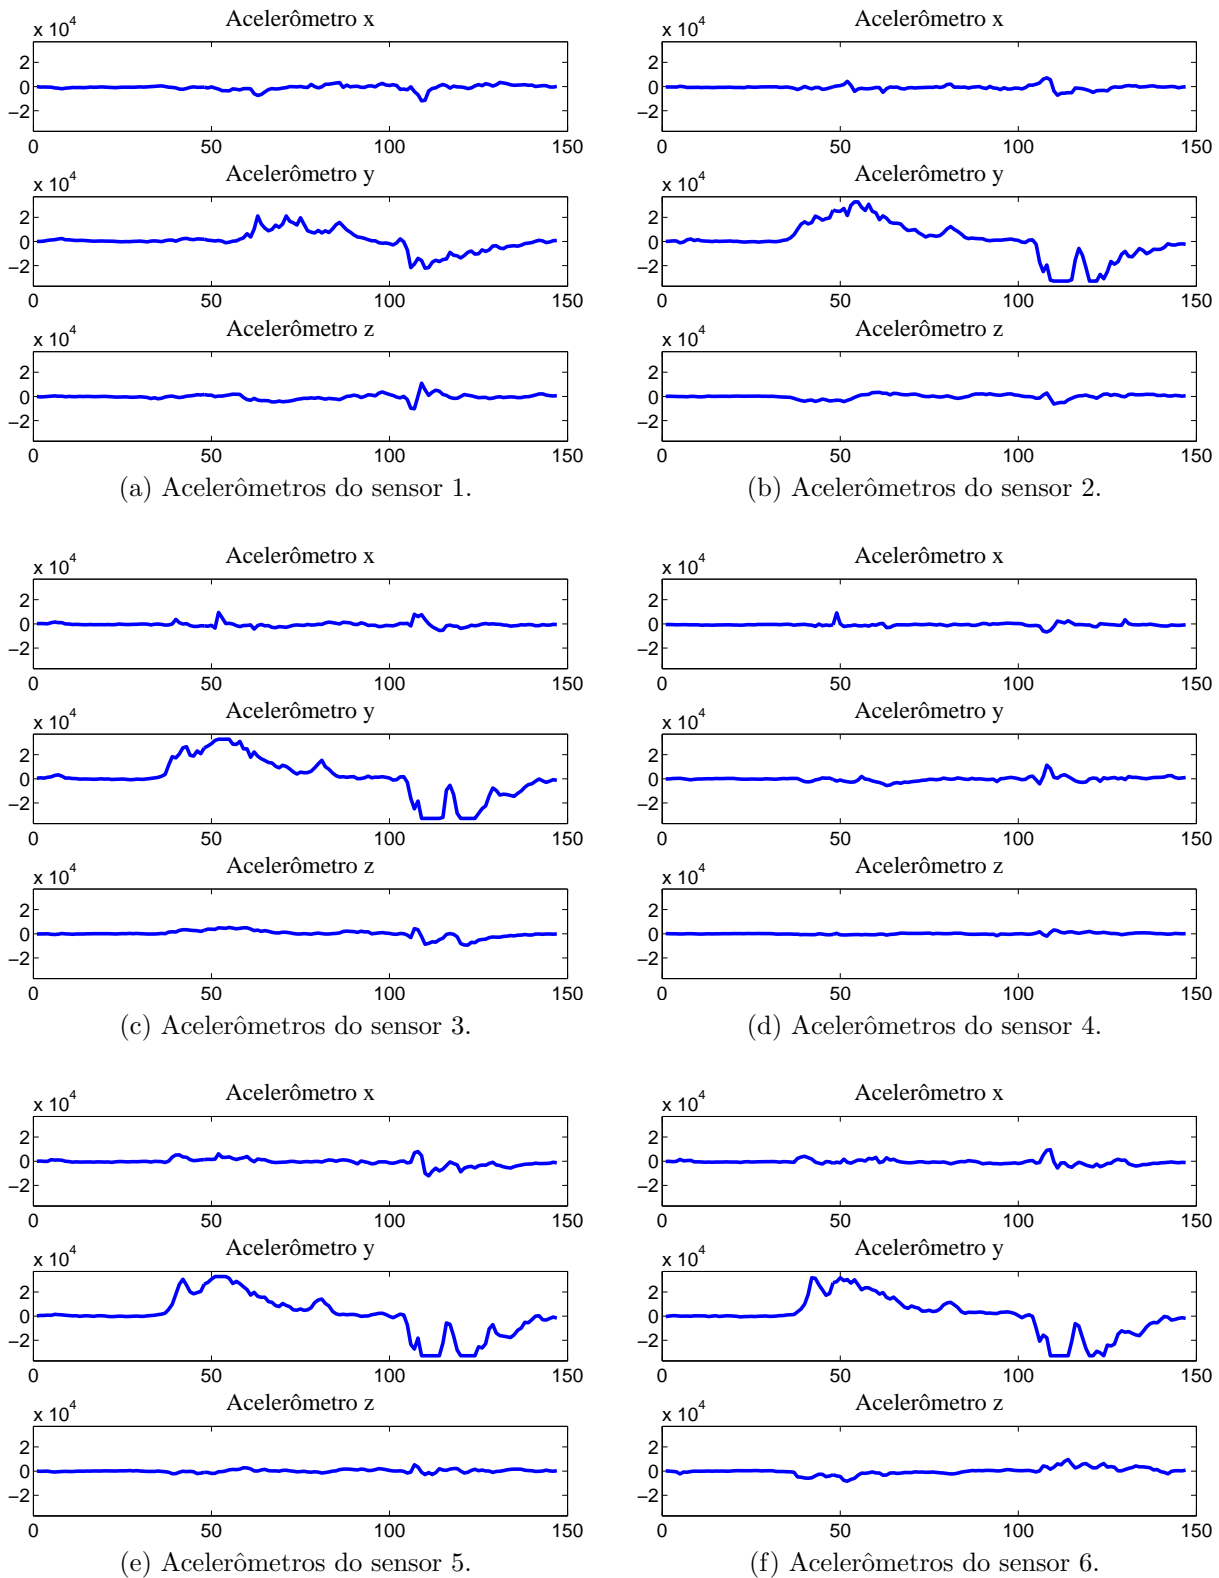 Acelerômetro x
Acelerômetro x
x 10^4
x 10^4
2
0
−2
0 50 100 150
2
0
−2
0 50 100 150
Acelerômetro y
Acelerômetro y
x 10^4
x 10^4
2
0
−2
0 50 100 150
2
0
−2
0 50 100 150
Acelerômetro z
Acelerômetro z
x 10^4
x 10^4
2
0
−2
0 50 100 150
2
0
−2
0 50 100 150
(a) Acelerômetros do sensor 1.
(b) Acelerômetros do sensor 2.
Acelerômetro x
Acelerômetro x
x 10^4
x 10^4
2
0
−2
0 50 100 150
2
0
−2
0 50 100 150
Acelerômetro y
Acelerômetro y
x 10^4
x 10^4
2
0
−2
0 50 100 150
2
0
−2
0 50 100 150
Acelerômetro z
Acelerômetro z
x 10^4
x 10^4
2
0
−2
0 50 100 150
2
0
−2
0 50 100 150
(c) Acelerômetros do sensor 3.
(d) Acelerômetros do sensor 4.
Acelerômetro x
Acelerômetro x
x 10^4
x 10^4
2
0
−2
0 50 100 150
2
0
−2
0 50 100 150
Acelerômetro y
Acelerômetro y
x 10^4
x 10^4
2
0
−2
0 50 100 150
2
0
−2
0 50 100 150
Acelerômetro z
Acelerômetro z
x 10^4
x 10^4
2
0
−2
0 50 100 150
2
0
−2
0 50 100 150
(e) Acelerômetros do sensor 5.
(f) Acelerômetros do sensor 6.